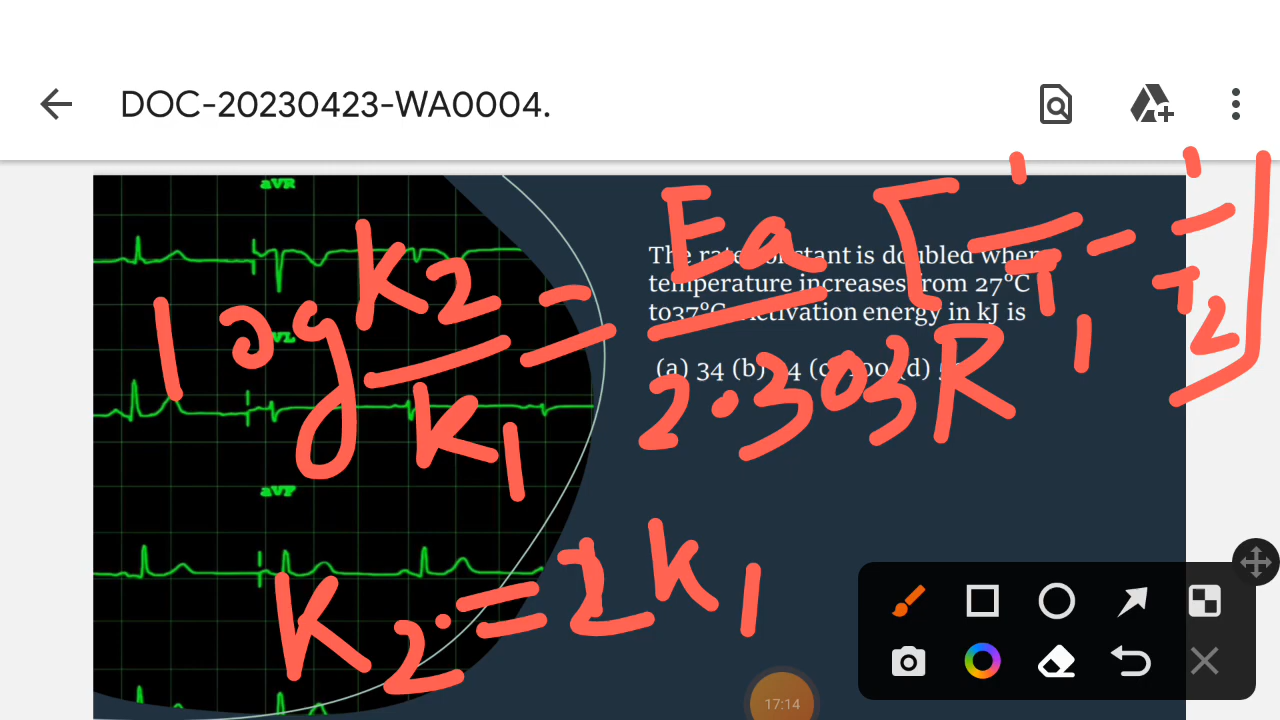 DOC-20230423-WA0004.
aVR
The rate constant is doubled when
temperature increases from 27°C
to37°C. Activation energy in kJ is
(a) 34 (b) (c) (d)
log K2/K1 = Ea/2.303R [1/T1 - 1/T2]
aVF
K2 = 2K1
17:14